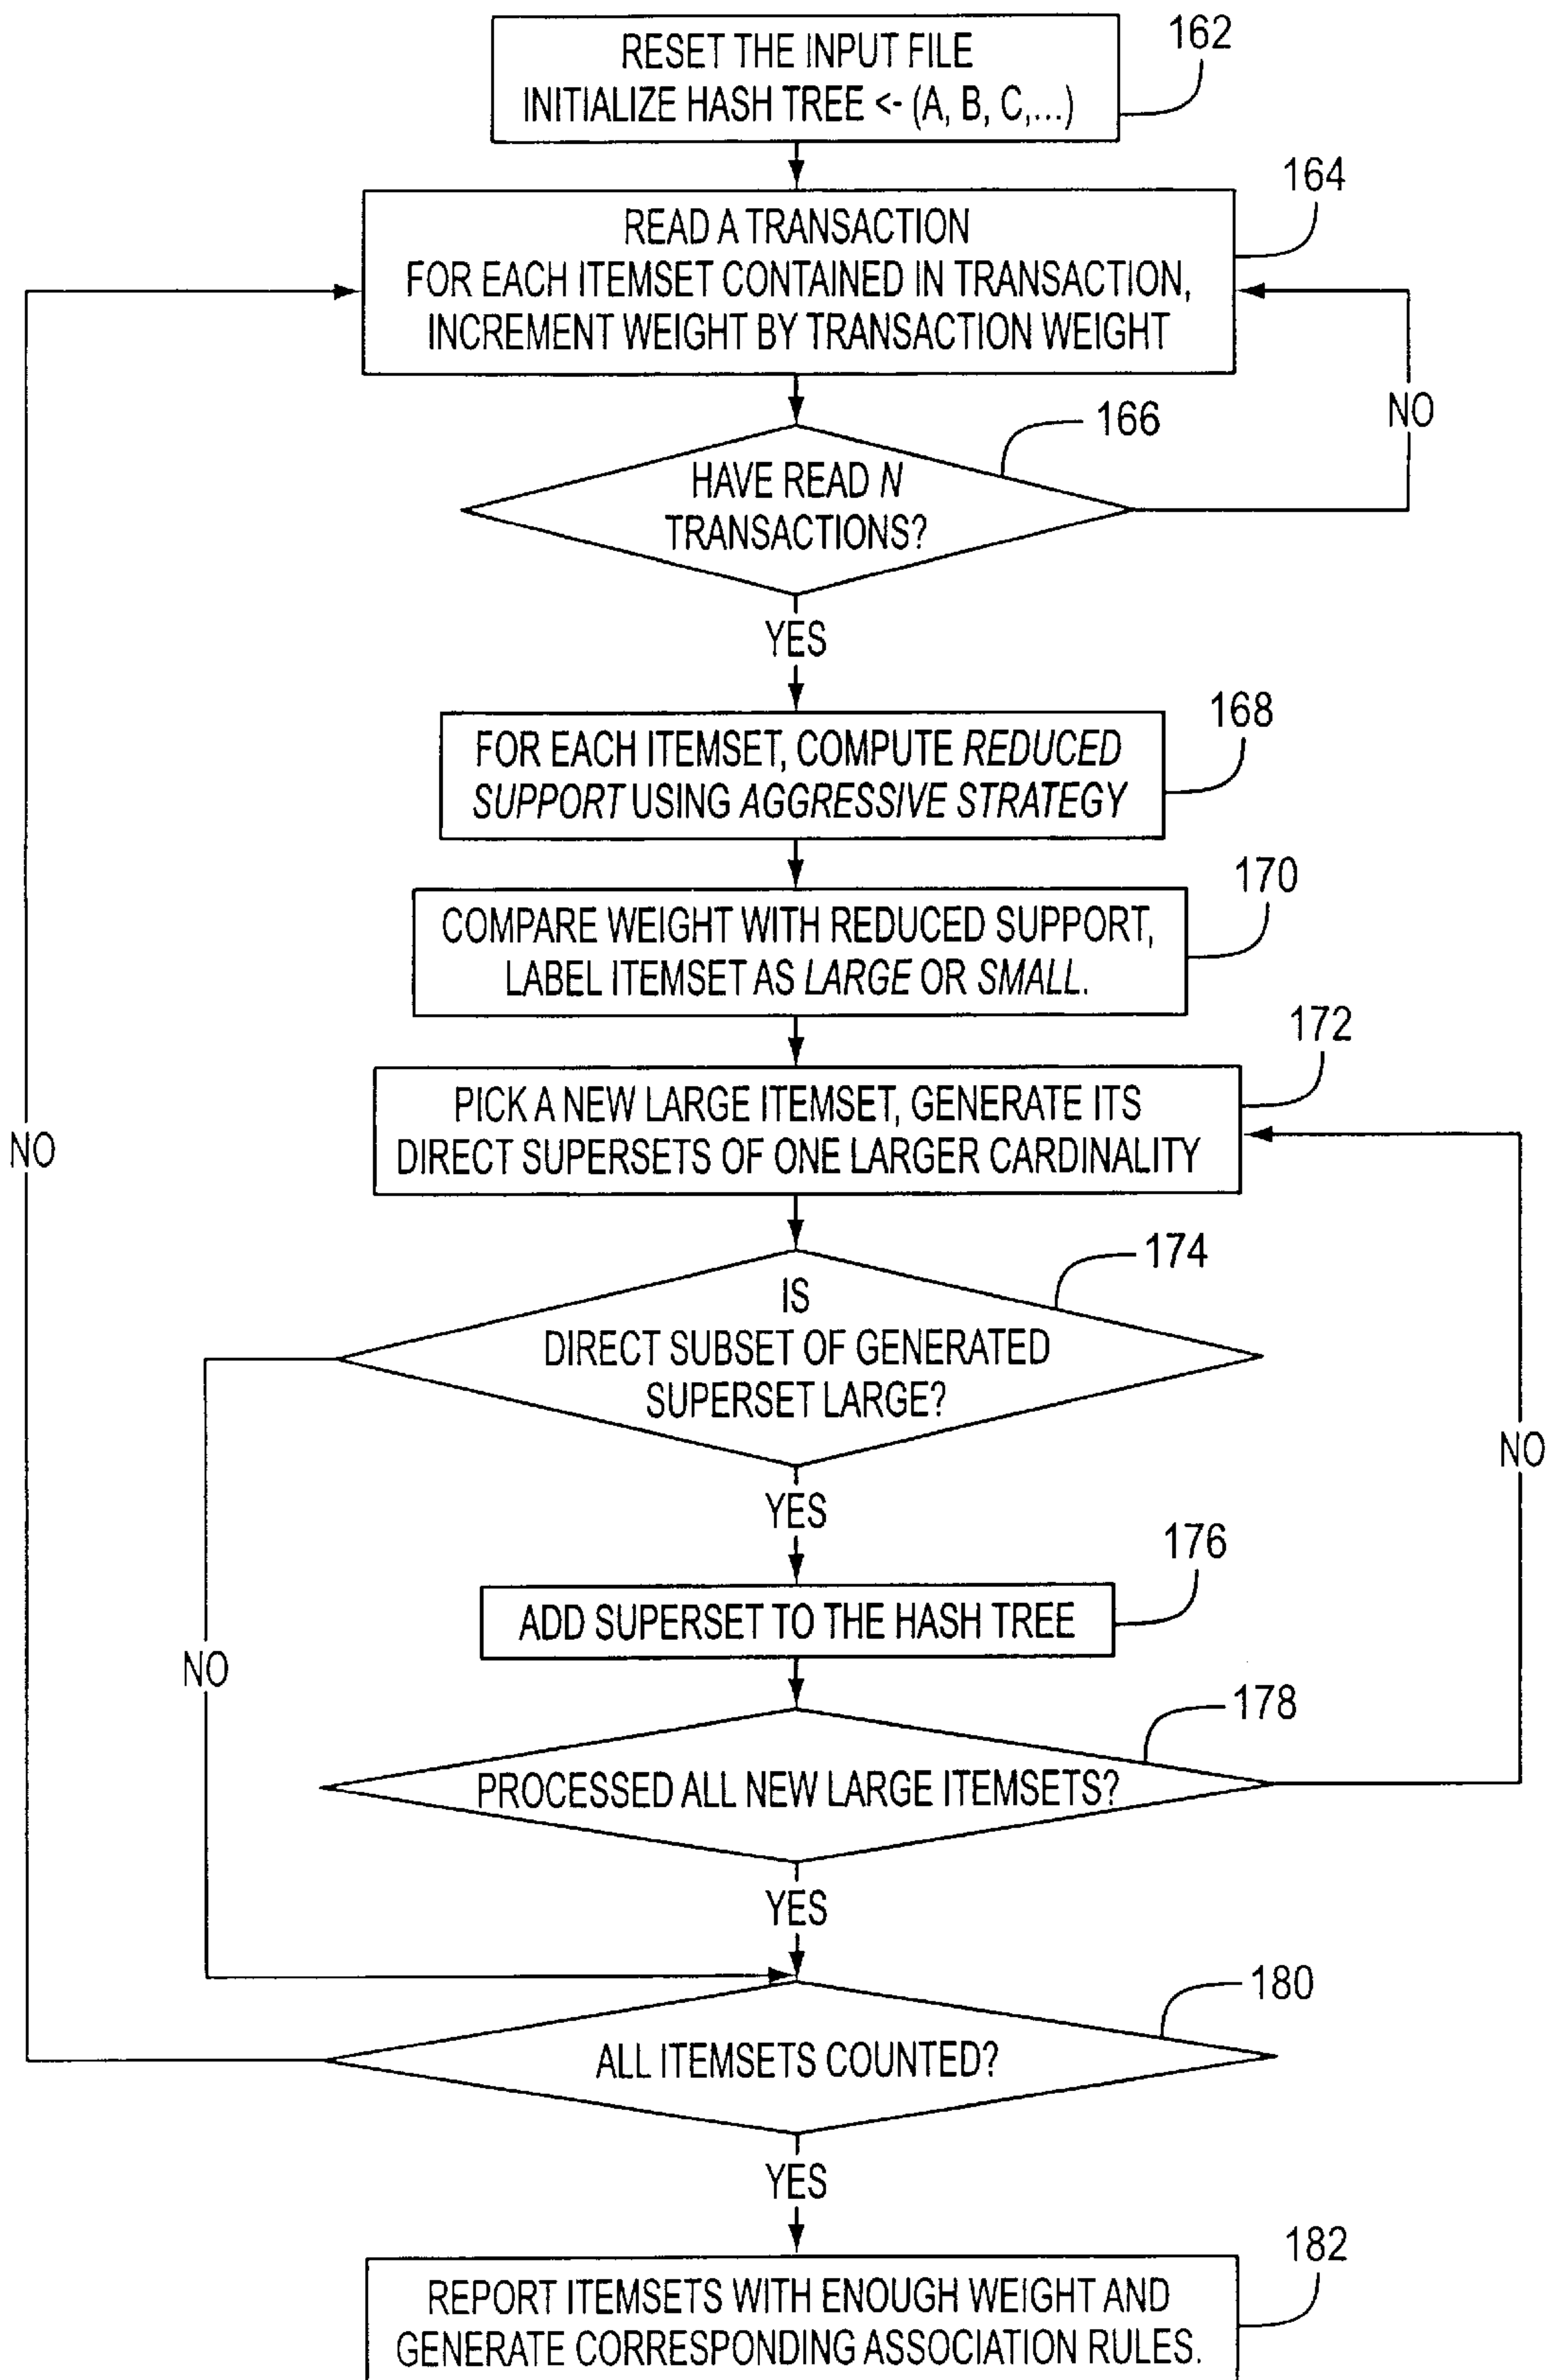 162
RESET THE INPUT FILE
INITIALIZE HASH TREE <- (A, B, C,...)
164
READ A TRANSACTION
FOR EACH ITEMSET CONTAINED IN TRANSACTION,
INCREMENT WEIGHT BY TRANSACTION WEIGHT
NO
166
HAVE READ N
TRANSACTIONS?
YES
168
FOR EACH ITEMSET, COMPUTE REDUCED
SUPPORT USING AGGRESSIVE STRATEGY
170
COMPARE WEIGHT WITH REDUCED SUPPORT,
LABEL ITEMSET AS LARGE OR SMALL.
172
PICK A NEW LARGE ITEMSET, GENERATE ITS
DIRECT SUPERSETS OF ONE LARGER CARDINALITY
NO
174
IS
DIRECT SUBSET OF GENERATED
SUPERSET LARGE?
NO
YES
176
ADD SUPERSET TO THE HASH TREE
NO
178
PROCESSED ALL NEW LARGE ITEMSETS?
YES
180
ALL ITEMSETS COUNTED?
YES
182
REPORT ITEMSETS WITH ENOUGH WEIGHT AND
GENERATE CORRESPONDING ASSOCIATION RULES.